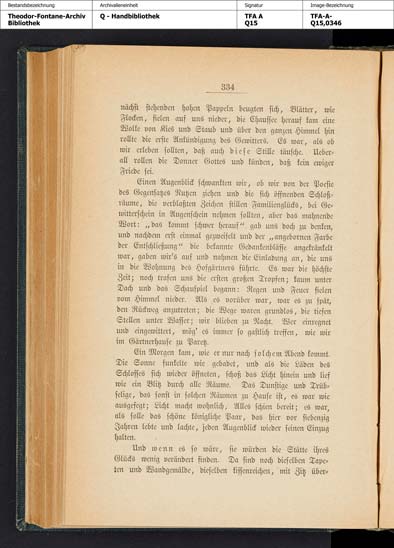 Bestandsbezeichnung
Archivalieneinheit
Signatur
Image-Bezeichnung
Theodor-Fontane-Archiv
Bibliothek
Q - Handbibliothek
TFA A
Q15
TFA-A-
Q15,0346
334
nächst stehenden hohen Pappeln beugten sich, Blätter, wie
Flocken, fielen auf uns nieder, die Chaussee herauf kam eine
Wolke von Kies und Staub und über den ganzen Himmel hin
rollte die erste Ankündigung des Gewitters. Es war, als ob
wir erleben sollten, daß auch diese Stille täusche. Ueber-
all rollen die Donner Gottes und künden, daß kein ewiger
Friede sei.
Einen Augenblick schwankten wir, ob wir von der Poesie
des Gegensatzes Nutzen ziehen und die sich öffnenden Schloß-
räume, die verblaßten Zeichen stillen Familienglücks, bei Ge-
witterschein in Augenschein nehmen sollten, aber das mahnende
Wort: „das kommt schwer herauf“ gab uns doch zu denken,
und nachdem erst einmal gezweifelt und der „angebornen Farbe
der Entschließung“ die bekannte Gedankenblässe angekränkelt
war, gaben wir's auf und nahmen die Einladung an, die uns
in die Wohnung des Hofgärtners führte. Es war die höchste
Zeit; noch trafen uns die ersten großen Tropfen; kaum unter
Dach und das Schauspiel begann: Regen und Feuer fielen
vom Himmel nieder. Als es vorüber war, war es zu spät,
den Rückweg anzutreten; die Wege waren grundlos, die tiefen
Stellen unter Wasser; wir blieben zu Nacht. Wer einregnet
und eingewittert, mög' es immer so gastlich treffen, wie wir
im Gärtnerhause zu Paretz.
Ein Morgen kam, wie er nur nach solchem Abend kommt.
Die Sonne funkelte wie gebadet, und als die Läden des
Schlosses sich wieder öffneten, schoß das Licht hinein und lief
wie ein Blitz durch alle Räume. Das Dunstige und Trüb-
selige, das sonst in solchen Räumen zu Hause ist, es war wie
ausgefegt; Licht macht wohnlich, Alles schien bereit; es war,
als solle das schöne königliche Paar, das hier vor siebenzig
Jahren lebte und lachte, jeden Augenblick wieder seinen Einzug
halten.
Und wenn es so wäre, sie würden die Stätte ihres
Glücks wenig verändert finden. Da sind noch dieselben Tape-
ten und Wandgemälde, dieselben kissenreichen, mit Zitz über-